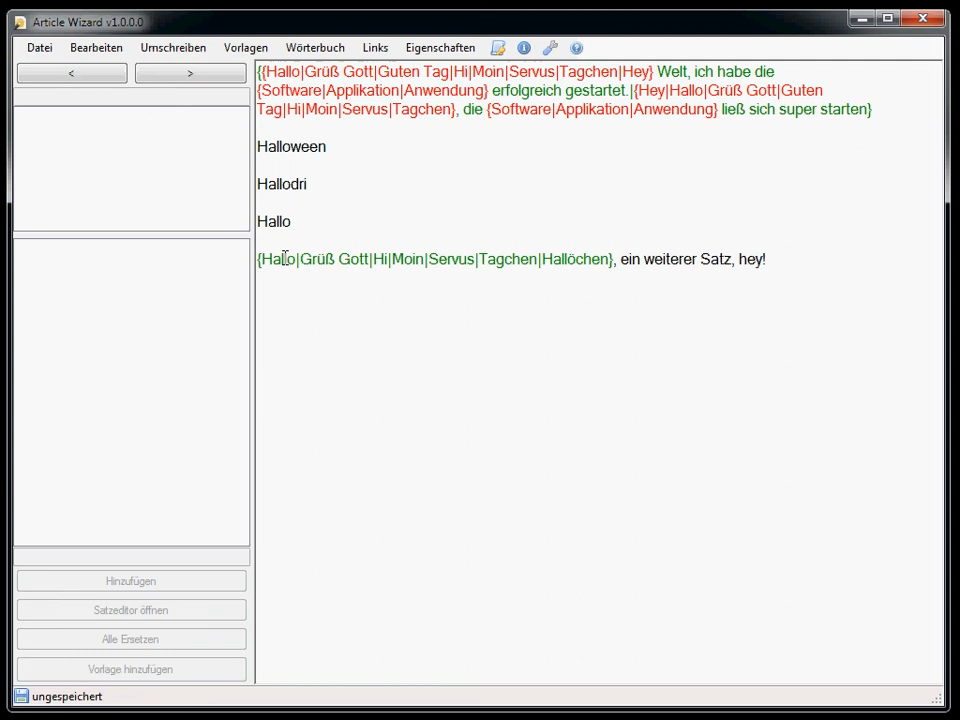 Article Wizard v1.0.0.0
Datei Bearbeiten Umschreiben Vorlagen Wörterbuch Links Eigenschaften
< >
{{Hallo|Grüß Gott|Guten Tag|Hi|Moin|Servus|Tagchen|Hey} Welt, ich habe die
{Software|Applikation|Anwendung} erfolgreich gestartet.|{Hey|Hallo|Grüß Gott|Guten
Tag|Hi|Moin|Servus|Tagchen}, die {Software|Applikation|Anwendung} ließ sich super starten}
Halloween
Hallodri
Hallo
{Hallo|Grüß Gott|Hi|Moin|Servus|Tagchen|Hallöchen}, ein weiterer Satz, hey!
Hinzufügen
Satzeditor öffnen
Alle Ersetzen
Vorlage hinzufügen
ungespeichert